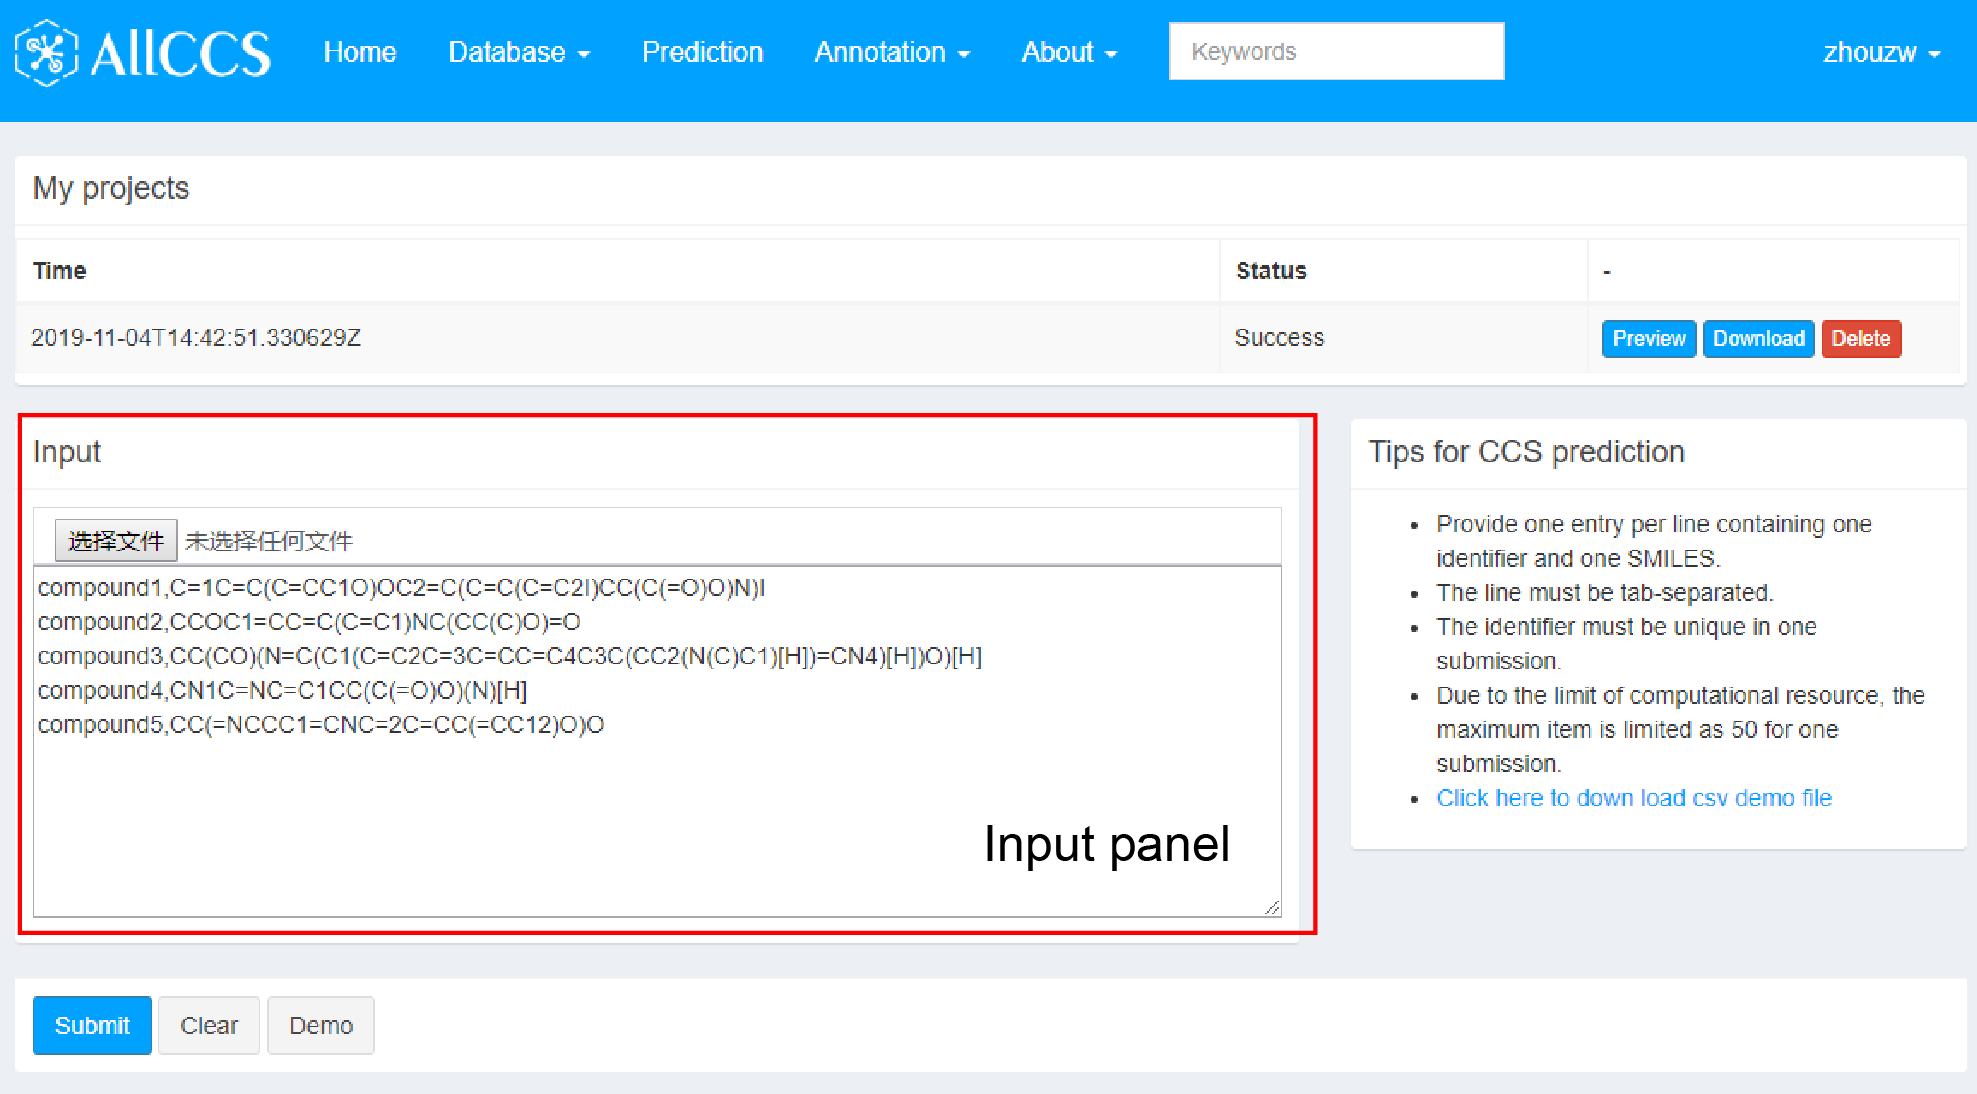 AllCCS Home Database Prediction Annotation About Keywords zhouzw
My projects
Time Status -
2019-11-04T14:42:51.330629Z Success Preview Download Delete
Input
选择文件 未选择任何文件
compound1,C=1C=C(C=CC1O)OC2=C(C=C(C=C2I)CC(C(=O)O)N)I
compound2,CCOC1=CC=C(C=C1)NC(CC(C)O)=O
compound3,CC(CO)(N=C(C1(C=C2C=3C=CC=C4C3C(CC2(N(C)C1)[H])=CN4)[H])O)[H]
compound4,CN1C=NC=C1CC(C(=O)O)(N)[H]
compound5,CC(=NCCC1=CNC=2C=CC(=CC12)O)O
Input panel
Tips for CCS prediction
• Provide one entry per line containing one
identifier and one SMILES.
• The line must be tab-separated.
• The identifier must be unique in one
submission.
• Due to the limit of computational resource, the
maximum item is limited as 50 for one
submission.
• Click here to down load csv demo file
Submit Clear Demo